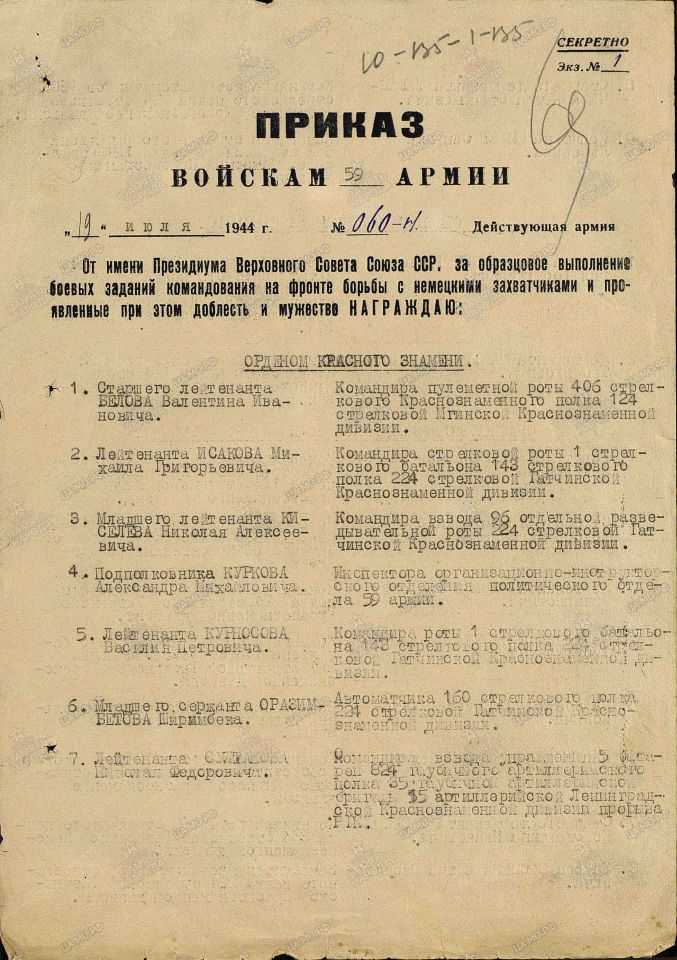 10-135-1-135
СЕКРЕТНО
Экз. № 1
ПРИКАЗ
ВОЙСКАМ 59 АРМИИ
„19“ ИЮЛЯ 1944 г. № 060-н. Действующая армия
От имени Президиума Верховного Совета Союза ССР, за образцовое выполнение
боевых заданий командования на фронте борьбы с немецкими захватчиками и про-
явленные при этом доблесть и мужество НАГРАЖДАЮ:
ОРДЕНОМ КРАСНОГО ЗНАМЕНИ.
1. Старшего лейтенанта
БЕЛОВА Валентина Ива-
новича.
Командира пулеметной роты 406 стрел-
кового Краснознаменного полка 124
стрелковой Мгинской Краснознаменной
дивизии.
2. Лейтенанта ИСАКОВА Ми-
хаила Григорьевича.
Командира стрелковой роты 1 стрел-
кового батальона 143 стрелкового
полка 224 стрелковой Гатчинской
Краснознаменной дивизии.
3. Младшего лейтенанта КИ-
СЕЛЕВА Николая Алексее-
вича.
Командира взвода 96 отдельной разве-
дывательной роты 224 стрелковой Гат-
чинской Краснознаменной дивизии.
4. Подполковника КУРКОВА
Александра Михайловича.
Инспектора организационно-инструктор-
ского отделения политического отде-
ла 59 армии.
5. Лейтенанта
Василия Петровича.
Командира роты 1 стрелкового батальо-
на 143 стрелкового полка 224 стрел-
ковой Гатчинской Краснознаменной ди-
визии.
6. Младшего сержанта ОРАЗИМ-
БЕТОВА Ширимбека.
Автоматчика 160 стрелкового полка
224 стрелковой Гатчинской Красно-
знаменной дивизии.
7. Лейтенанта
Николая Федоровича.
Командира взвода управления 5 бата-
реи 824 гаубичного артиллерийского
полка 85 гаубичной артиллерийской
бригады 15 артиллерийской Ленинград-
ской Краснознаменной дивизии прорыва
РГК.